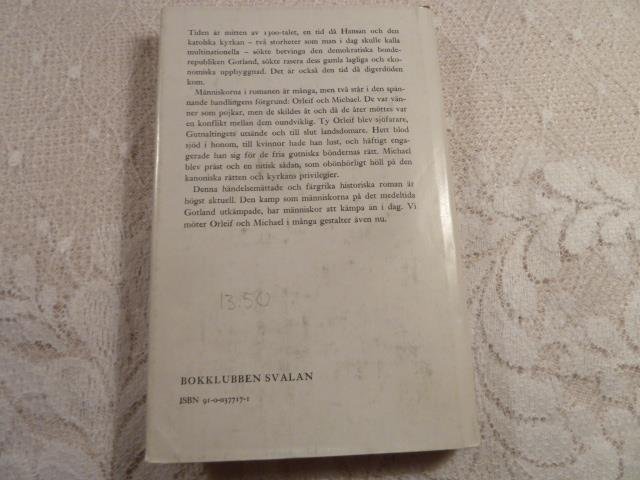 Tiden är mitten av 1300-talet, en tid då Hansan och den
katolska kyrkan – två storheter som man i dag skulle kalla
multinationella – sökte betvinga den demokratiska bonde-
republiken Gotland, sökte rasera dess gamla lagliga och eko-
nomiska uppbyggnad. Det är också den tid då digerdöden
kom.
Människorna i romanen är många, men två står i den spän-
nande handlingens förgrund: Orleif och Michael. De var vän-
ner som pojkar, men de skildes åt och då de åter möttes var
en konflikt mellan dem oundviklig. Ty Orleif blev sjöfarare,
Gutnaltingets utsände och till slut landsdomare. Hett blod
sjöd i honom, till kvinnor hade han lust, och häftigt enga-
gerade han sig för de fria gutniska böndernas rätt. Michael
blev präst och en nitisk sådan, som obönhörligt höll på den
kanoniska rätten och kyrkans privilegier.
Denna händelsemättade och färgrika historiska roman är
högst aktuell. Den kamp som människorna på det medeltida
Gotland utkämpade, har människor att kämpa än i dag. Vi
möter Orleif och Michael i många gestalter även nu.
13.50
BOKKLUBBEN SVALAN
ISBN 91-0-037717-1